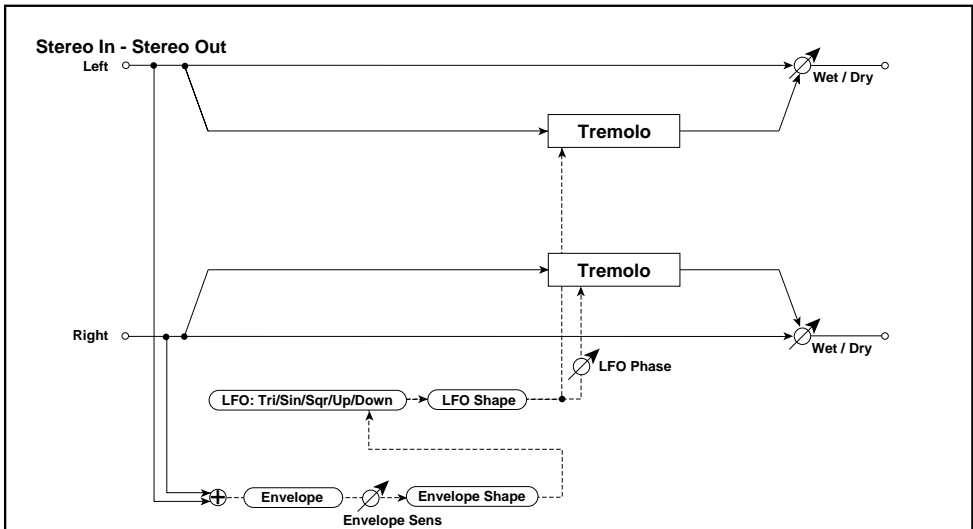 Stereo In - Stereo Out
Left
Wet / Dry
Tremolo
Tremolo
Right
Wet / Dry
LFO Phase
LFO: Tri/Sin/Sqr/Up/Down
LFO Shape
+
Envelope
Envelope Shape
Envelope Sens